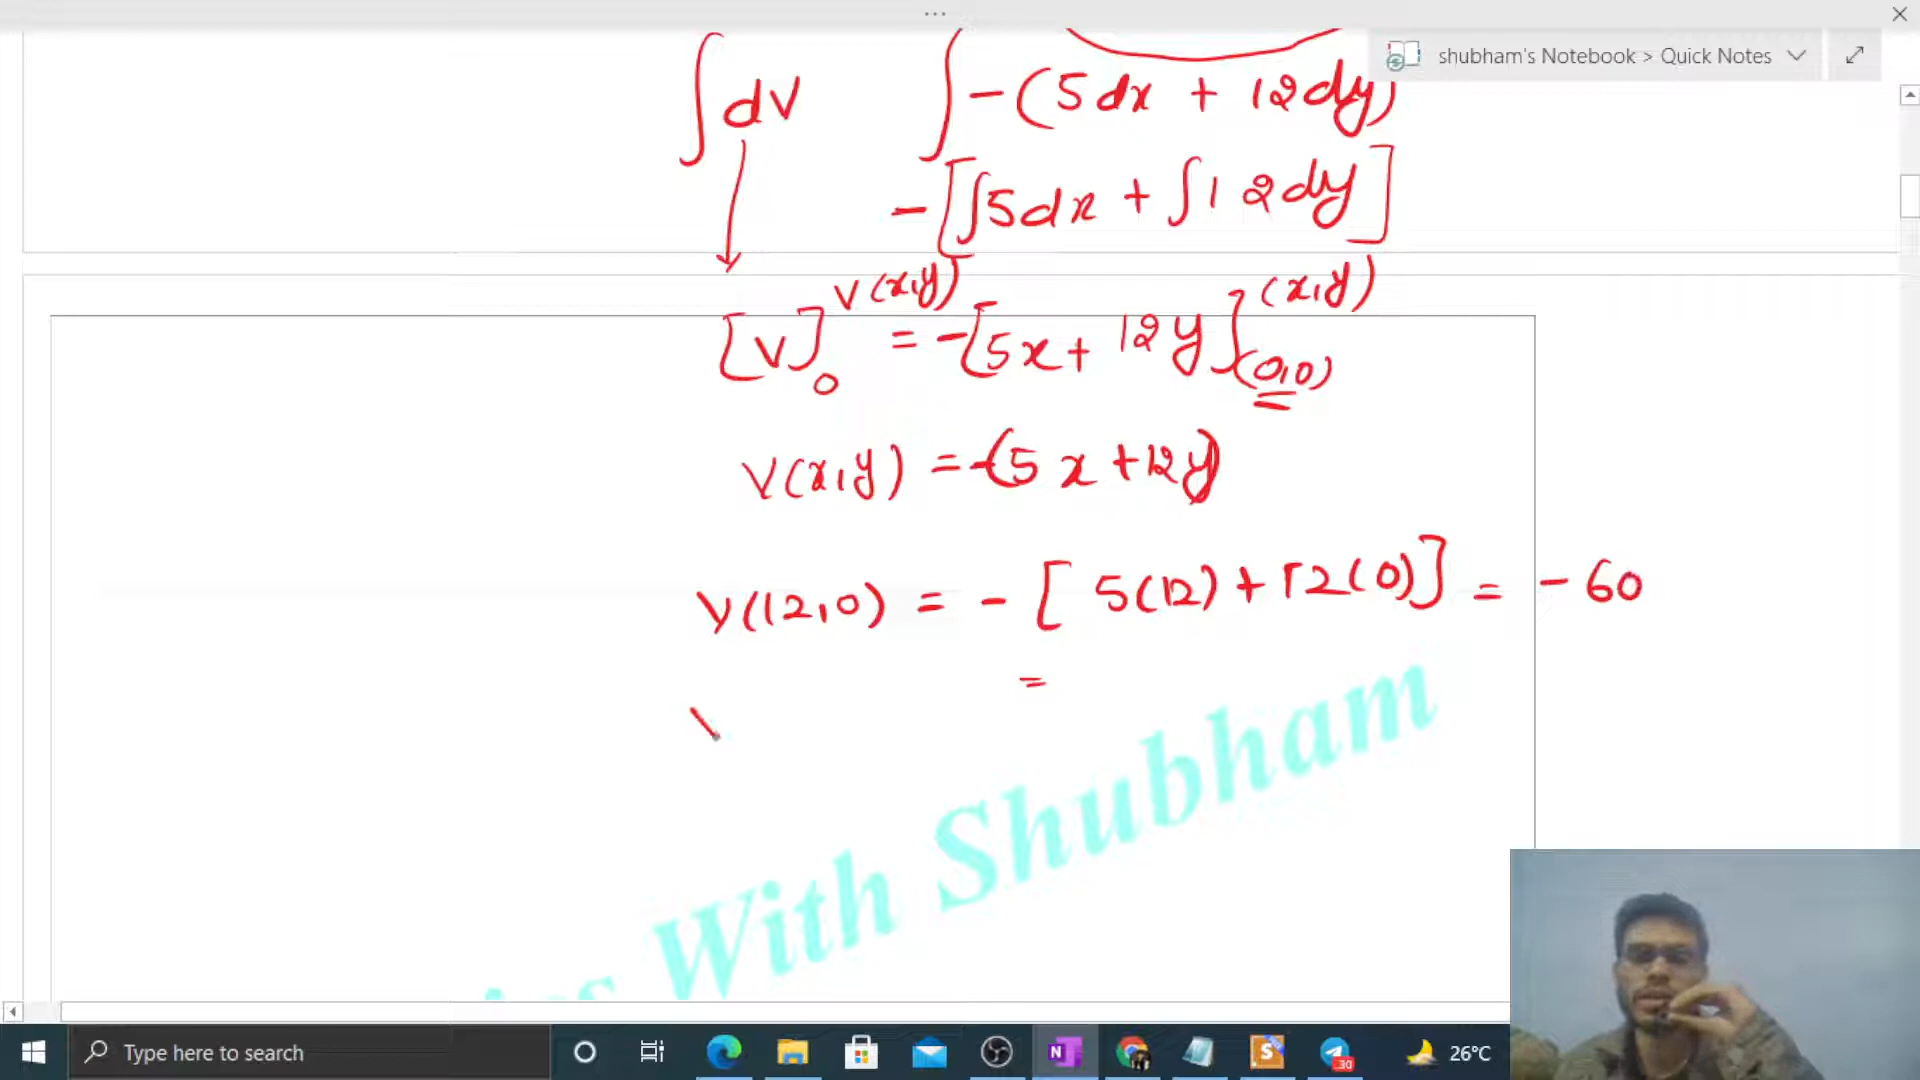 shubham's Notebook > Quick Notes
∫dV ∫-(5dx + 12dy)
-[∫5dx + ∫12dy]
[V]₀^V(x,y) = -[5x + 12y]₍₀,₀₎^(x,y)
V(x,y) = -(5x + 12y)
V(12,0) = - [5(12) + 12(0)] = - 60
=
With Shubham
Type here to search
30
26°C